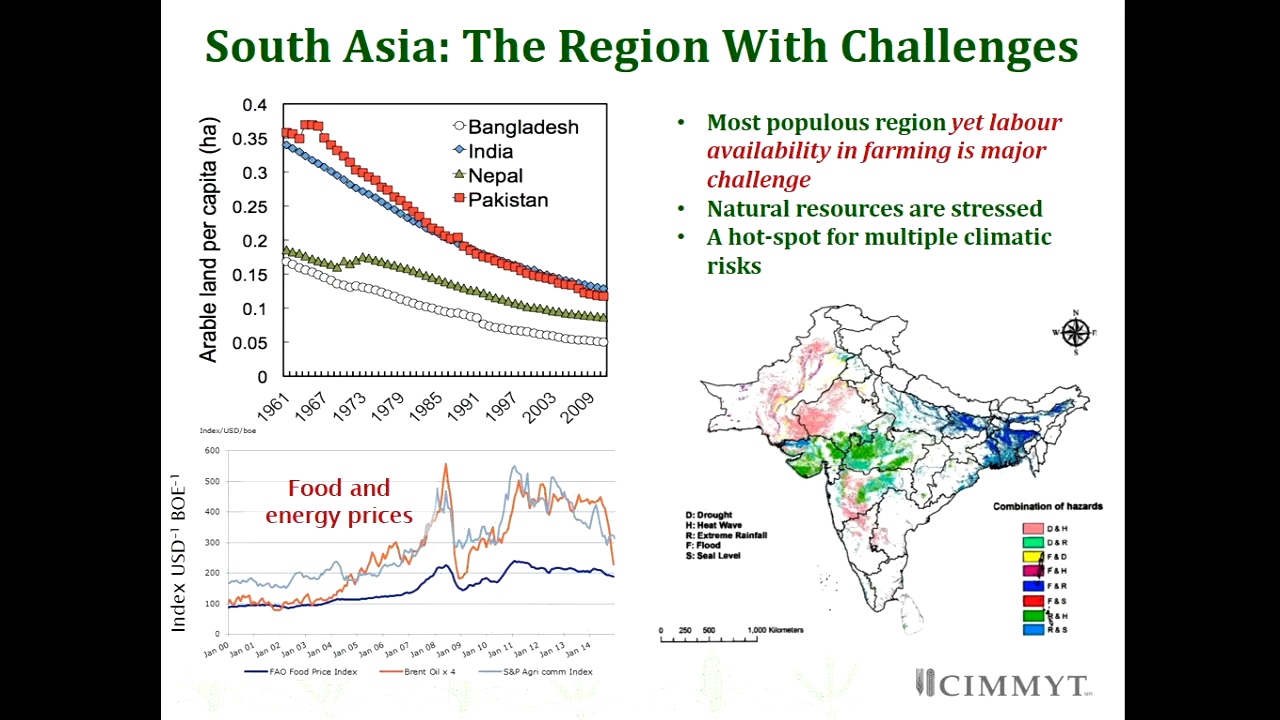 South Asia: The Region With Challenges
Arable land per capita (ha)
0.4
0.35
0.3
0.25
0.2
0.15
0.1
0.05
0
Bangladesh
India
Nepal
Pakistan
1961
1967
1973
1979
1985
1991
1997
2003
2009
• Most populous region yet labour
availability in farming is major
challenge
• Natural resources are stressed
• A hot-spot for multiple climatic
risks
Index/USD/boe
Index USD⁻¹ BOE⁻¹
600
500
400
300
200
100
0
Food and
energy prices
Jan 00
Jan 01
Jan 02
Jan 03
Jan 04
Jan 05
Jan 06
Jan 07
Jan 08
Jan 09
Jan 10
Jan 11
Jan 12
Jan 13
Jan 14
FAO Food Price Index
Brent Oil x 4
S&P Agri comm Index
N
W
E
S
D: Drought
H: Heat Wave
R: Extreme Rainfall
F: Flood
S: Seal Level
Combination of hazards
D & H
D & R
F & D
F & H
F & R
F & S
R & H
R & S
0 250 500 1,000 Kilometers
CIMMYT